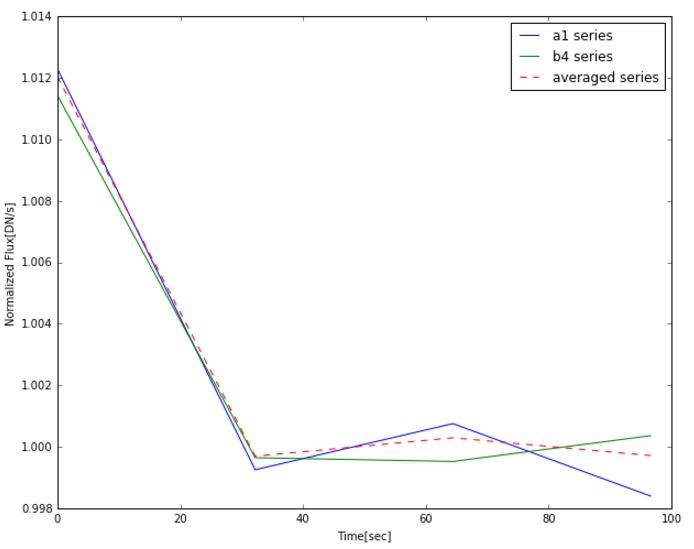 1.014
1.012
1.010
1.008
1.006
1.004
1.002
1.000
0.998
Normalized Flux[DN/s]
a1 series
b4 series
averaged series
0 20 40 60 80 100
Time[sec]